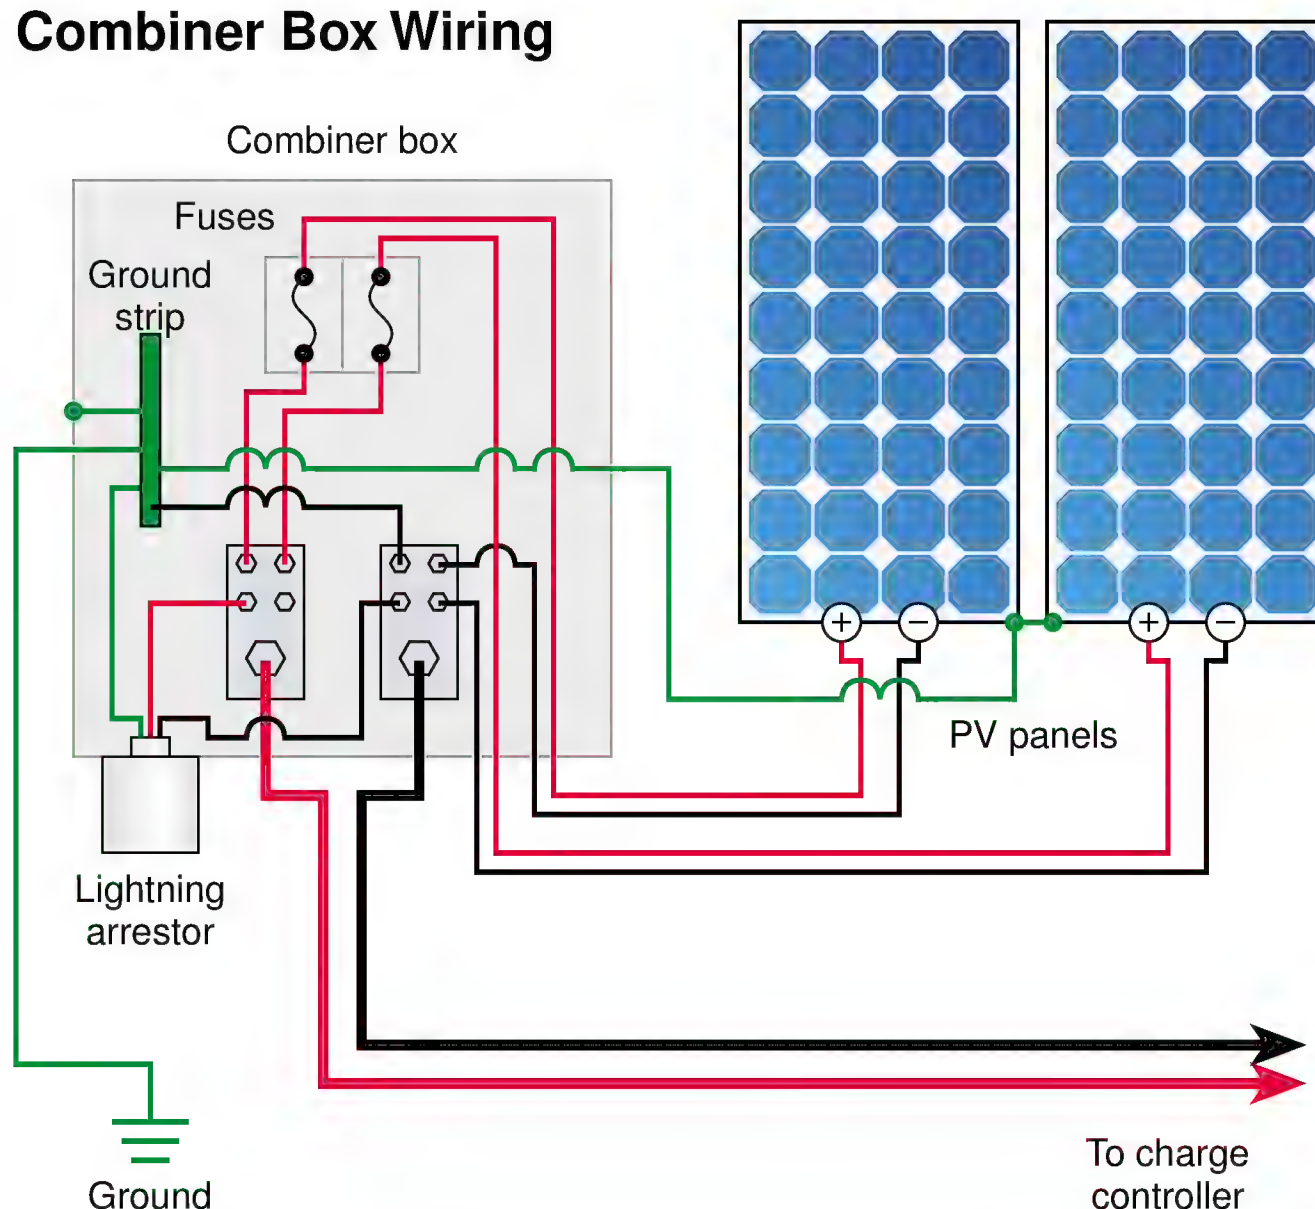 Combiner Box Wiring
Combiner box
Fuses
Ground
strip
+
−
+
−
PV panels
Lightning
arrestor
To charge
controller
Ground